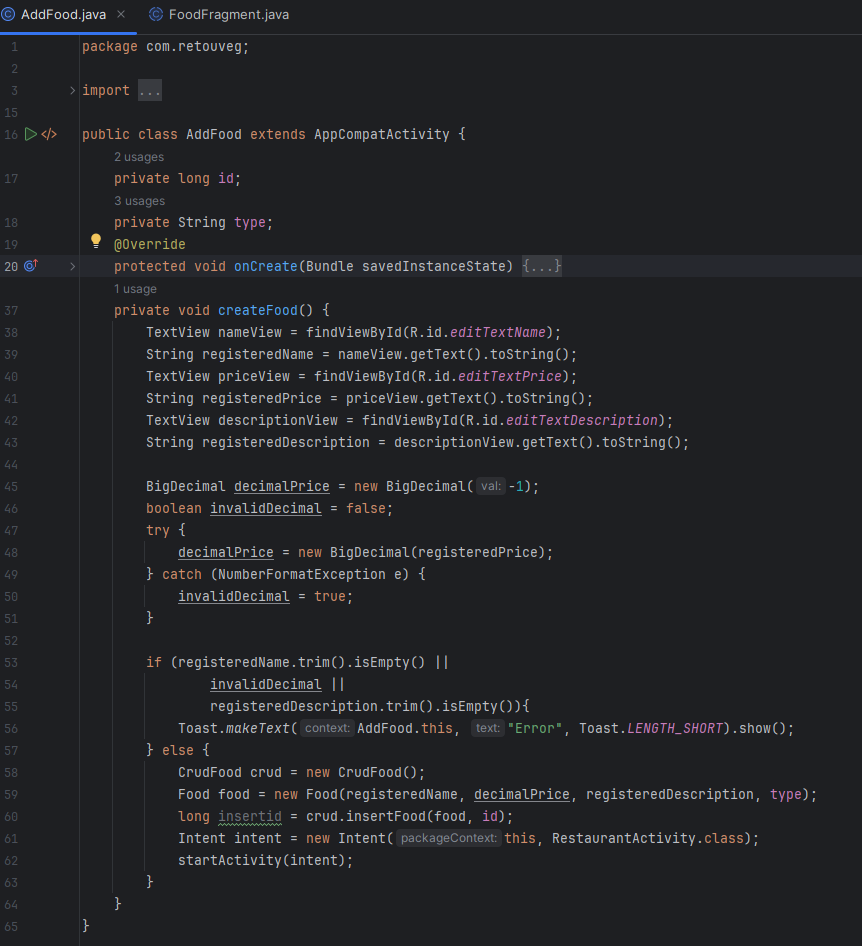 AddFood.java × FoodFragment.java
1 package com.retouveg;
2
3 import ...
15
16 public class AddFood extends AppCompatActivity {
2 usages
17 private long id;
3 usages
18 private String type;
19 @Override
20 protected void onCreate(Bundle savedInstanceState) {...}
1 usage
37 private void createFood() {
38 TextView nameView = findViewById(R.id.editTextName);
39 String registeredName = nameView.getText().toString();
40 TextView priceView = findViewById(R.id.editTextPrice);
41 String registeredPrice = priceView.getText().toString();
42 TextView descriptionView = findViewById(R.id.editTextDescription);
43 String registeredDescription = descriptionView.getText().toString();
44
45 BigDecimal decimalPrice = new BigDecimal( val: -1);
46 boolean invalidDecimal = false;
47 try {
48 decimalPrice = new BigDecimal(registeredPrice);
49 } catch (NumberFormatException e) {
50 invalidDecimal = true;
51 }
52
53 if (registeredName.trim().isEmpty() ||
54 invalidDecimal ||
55 registeredDescription.trim().isEmpty()){
56 Toast.makeText( context: AddFood.this, text: "Error", Toast.LENGTH_SHORT).show();
57 } else {
58 CrudFood crud = new CrudFood();
59 Food food = new Food(registeredName, decimalPrice, registeredDescription, type);
60 long insertid = crud.insertFood(food, id);
61 Intent intent = new Intent( packageContext: this, RestaurantActivity.class);
62 startActivity(intent);
63 }
64 }
65 }